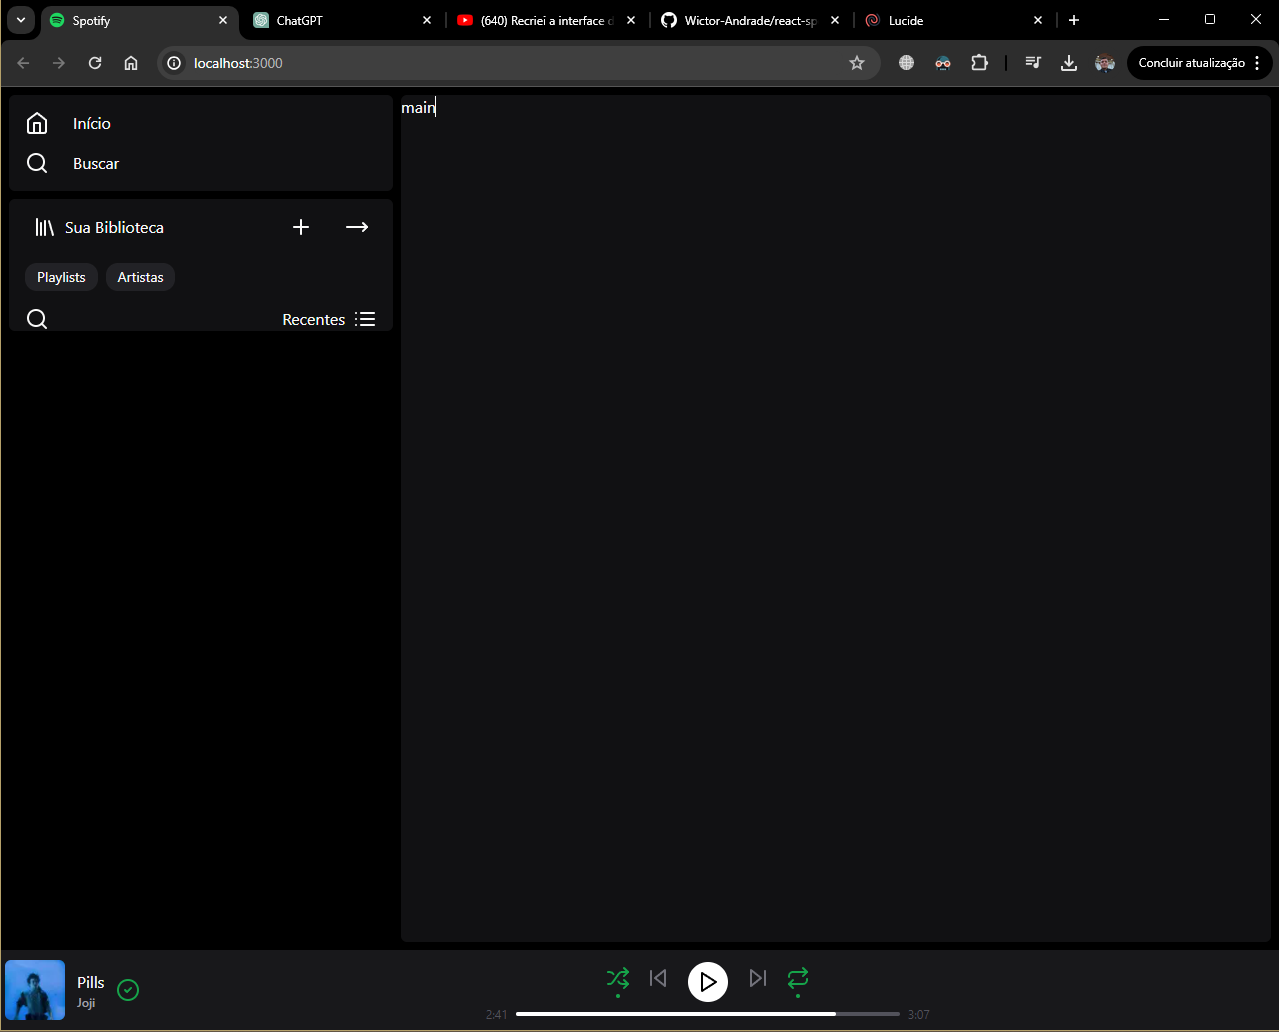 Spotify
ChatGPT
(640) Recriei a interface d
Wictor-Andrade/react-sp
Lucide
localhost:3000
Concluir atualização
Início
Buscar
Sua Biblioteca
Playlists
Artistas
Recentes
main
Pills
Joji
2:41
3:07